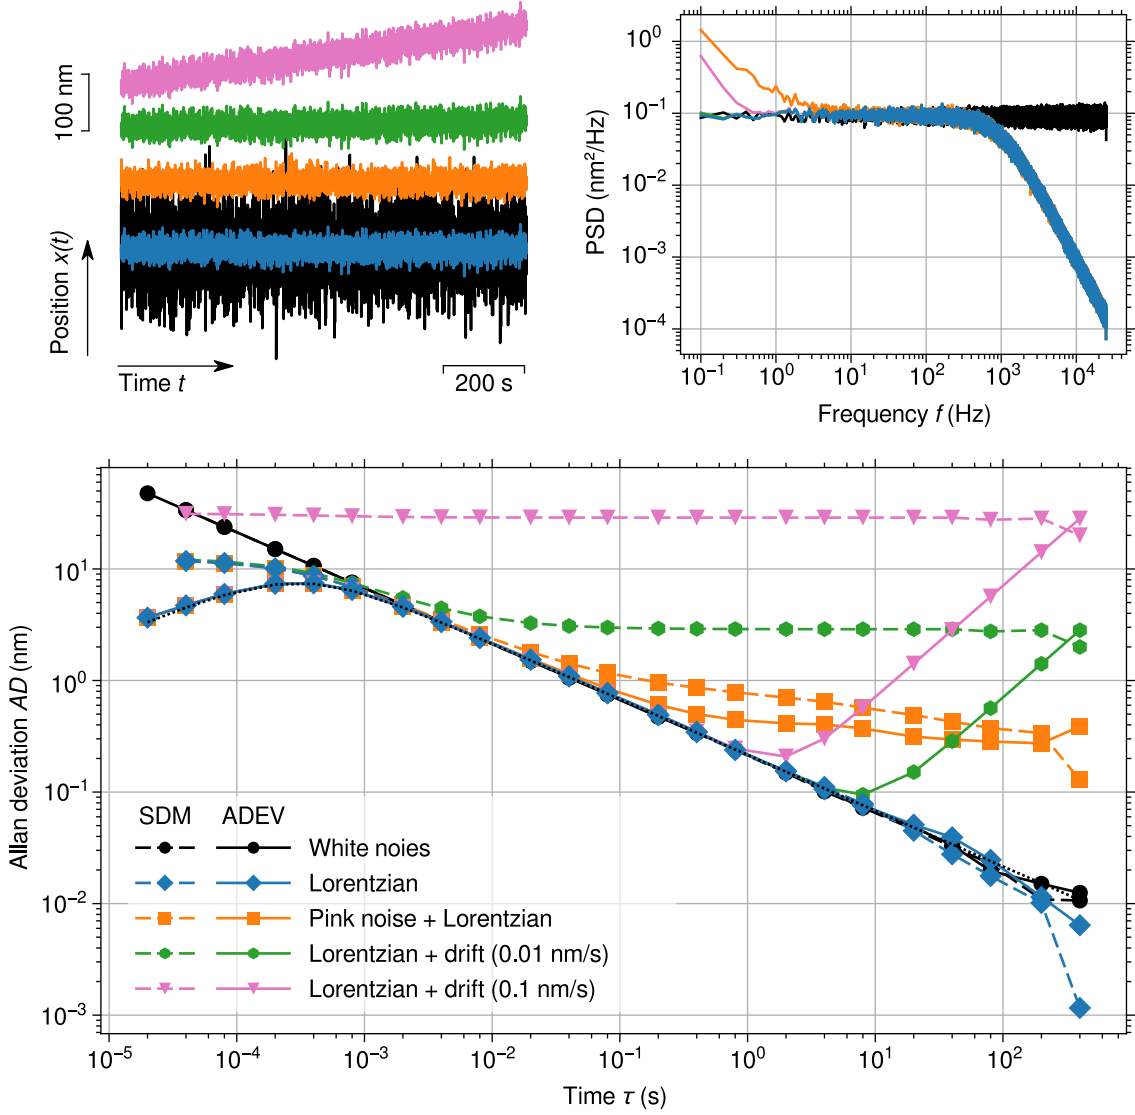 100 nm
Position x(t)
Time t
200 s
PSD (nm²/Hz)
10⁰
10⁻¹
10⁻²
10⁻³
10⁻⁴
10⁻¹ 10⁰ 10¹ 10² 10³ 10⁴
Frequency f (Hz)
Allan deviation AD (nm)
10¹
10⁰
10⁻¹
10⁻²
10⁻³
SDM ADEV
White noies
Lorentzian
Pink noise + Lorentzian
Lorentzian + drift (0.01 nm/s)
Lorentzian + drift (0.1 nm/s)
10⁻⁵ 10⁻⁴ 10⁻³ 10⁻² 10⁻¹ 10⁰ 10¹ 10²
Time τ (s)